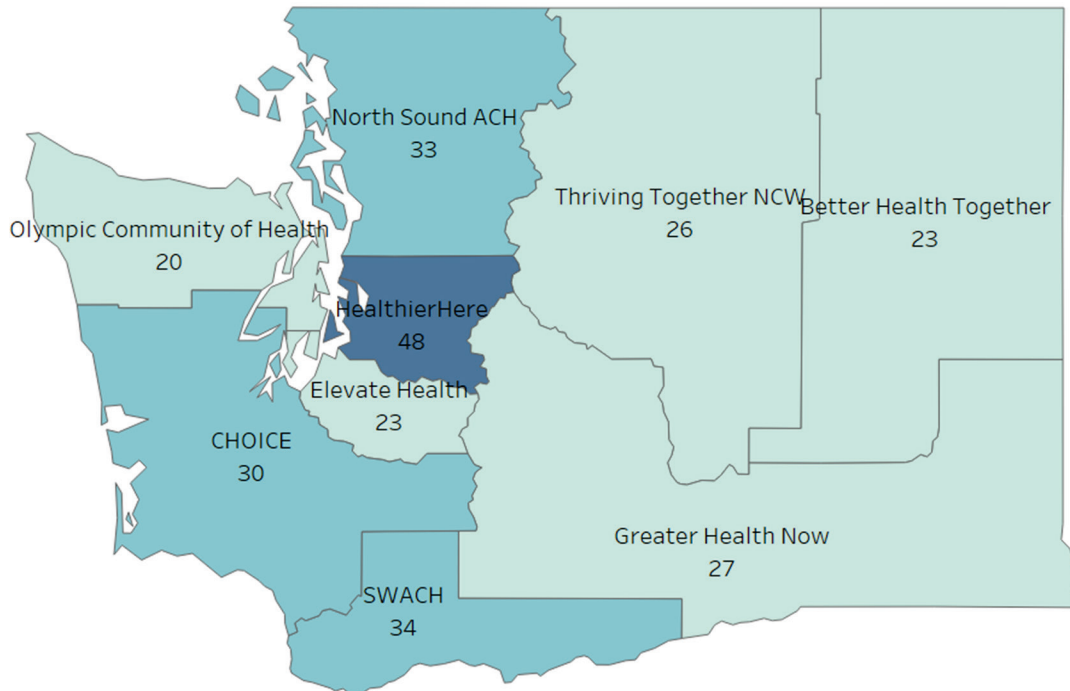 North Sound ACH
33
Thriving Together NCW
26
Better Health Together
23
Olympic Community of Health
20
HealthierHere
48
Elevate Health
23
CHOICE
30
Greater Health Now
27
SWACH
34